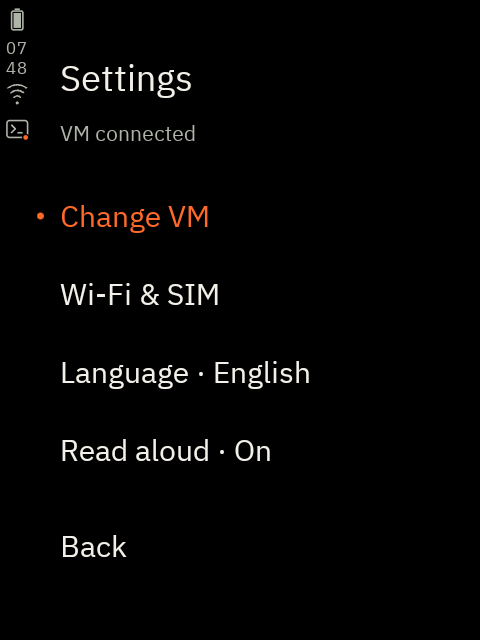 07
48
Settings
VM connected
Change VM
Wi-Fi & SIM
Language · English
Read aloud · On
Back